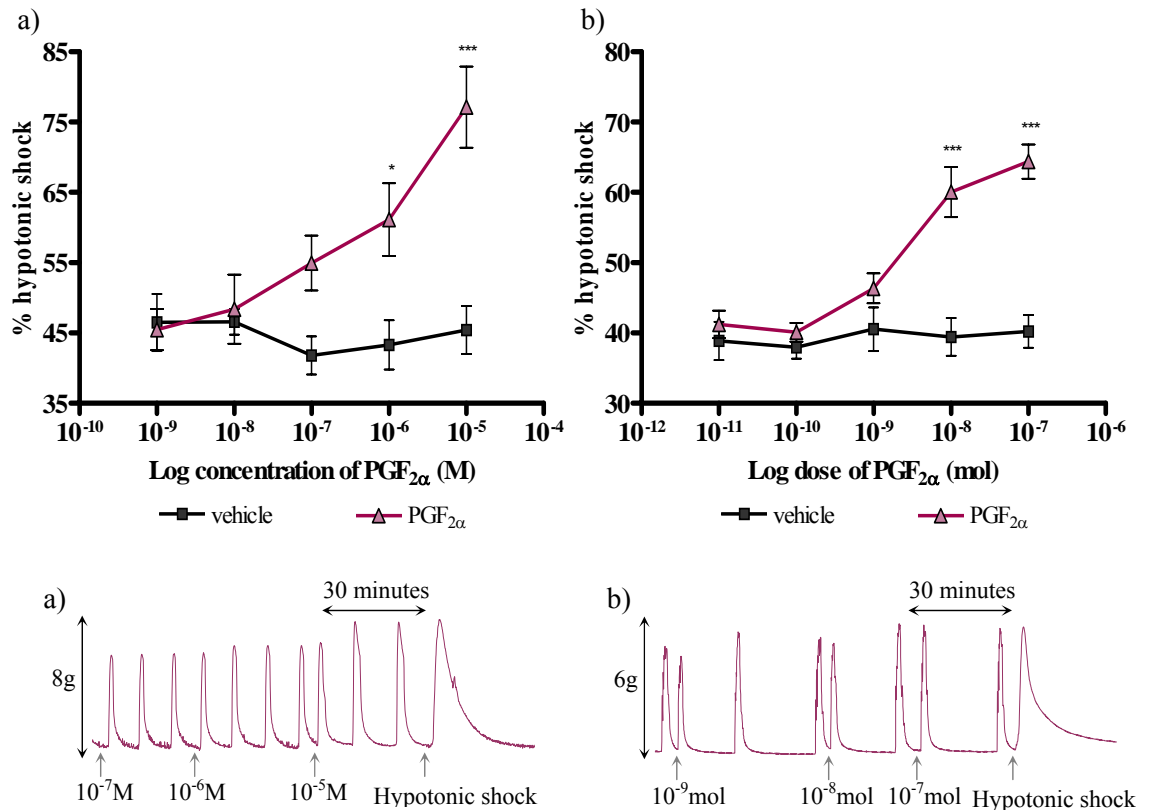 a)
85
75
65
55
45
35
% hypotonic shock
*
***
10⁻¹⁰ 10⁻⁹ 10⁻⁸ 10⁻⁷ 10⁻⁶ 10⁻⁵ 10⁻⁴
Log concentration of PGF₂α (M)
vehicle PGF₂α
b)
80
70
60
50
40
30
% hypotonic shock
*** ***
10⁻¹² 10⁻¹¹ 10⁻¹⁰ 10⁻⁹ 10⁻⁸ 10⁻⁷ 10⁻⁶
Log dose of PGF₂α (mol)
vehicle PGF₂α
a)
30 minutes
8g
10⁻⁷M 10⁻⁶M 10⁻⁵M Hypotonic shock
b)
30 minutes
6g
10⁻⁹mol 10⁻⁸mol 10⁻⁷mol Hypotonic shock